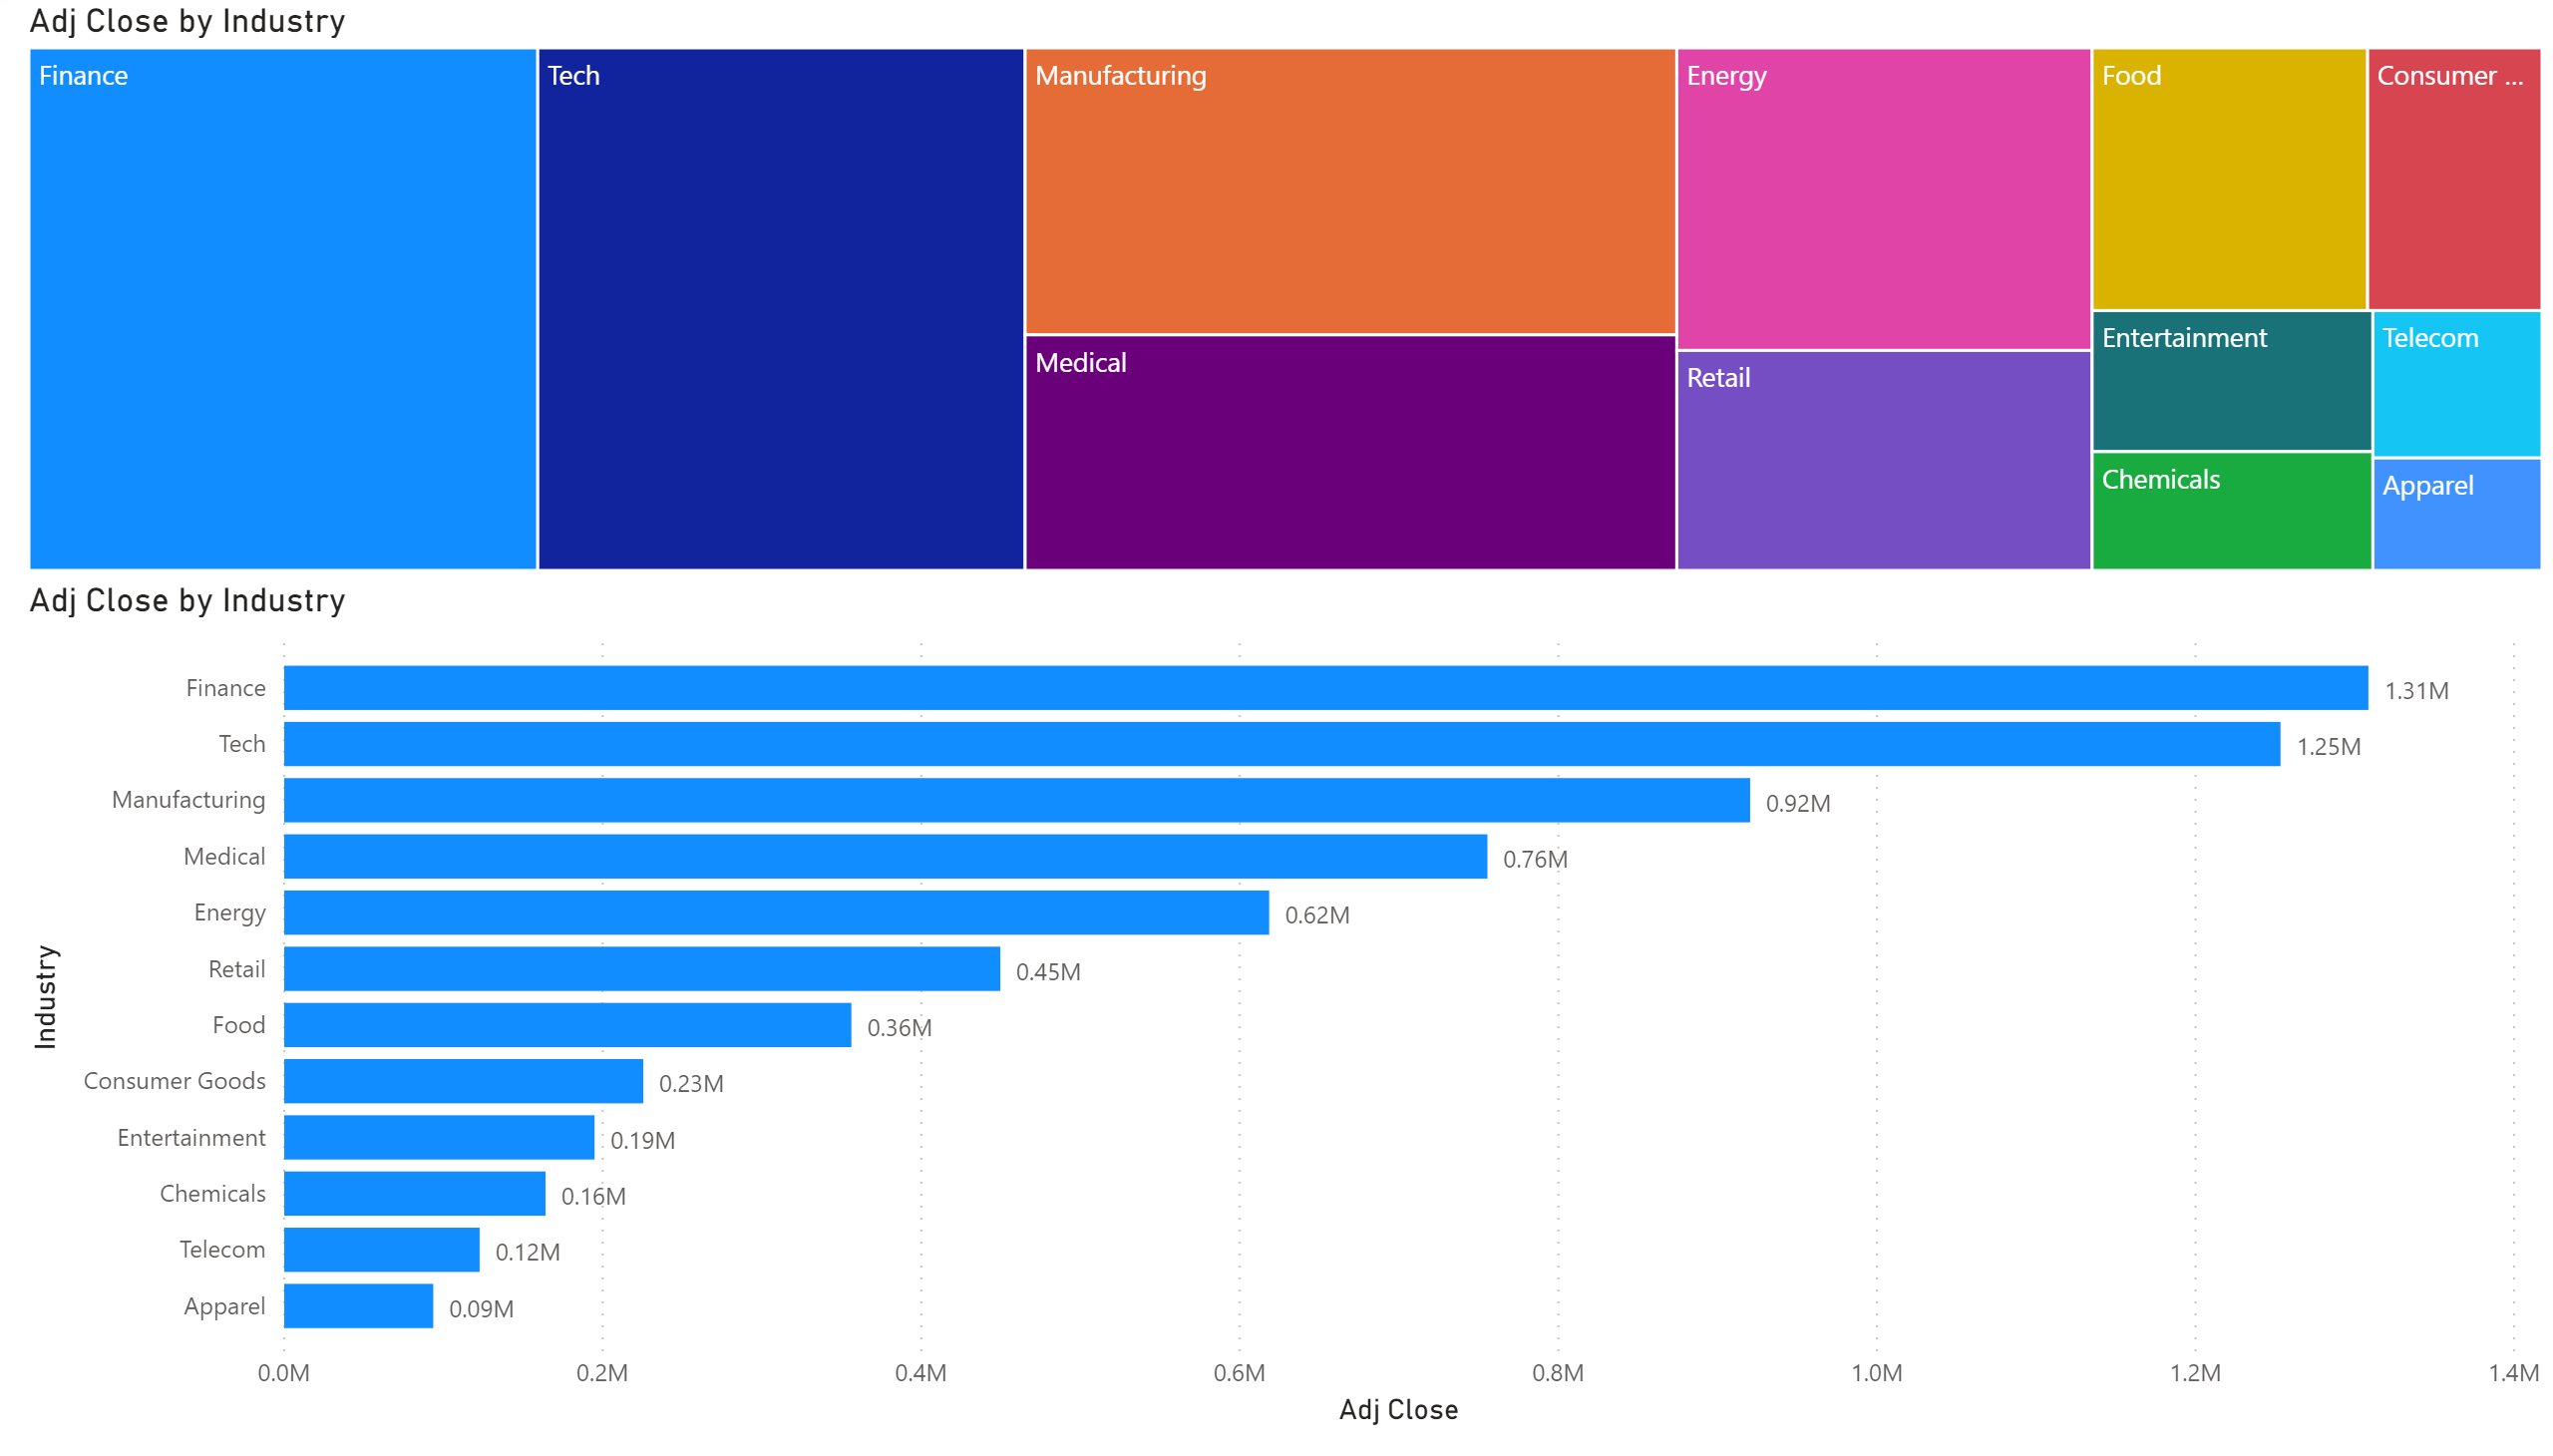 Adj Close by Industry
Finance
Tech
Manufacturing
Energy
Food
Consumer ...
Medical
Retail
Entertainment
Telecom
Chemicals
Apparel
Adj Close by Industry
Industry
Finance 1.31M
Tech 1.25M
Manufacturing 0.92M
Medical 0.76M
Energy 0.62M
Retail 0.45M
Food 0.36M
Consumer Goods 0.23M
Entertainment 0.19M
Chemicals 0.16M
Telecom 0.12M
Apparel 0.09M
0.0M 0.2M 0.4M 0.6M 0.8M 1.0M 1.2M 1.4M
Adj Close